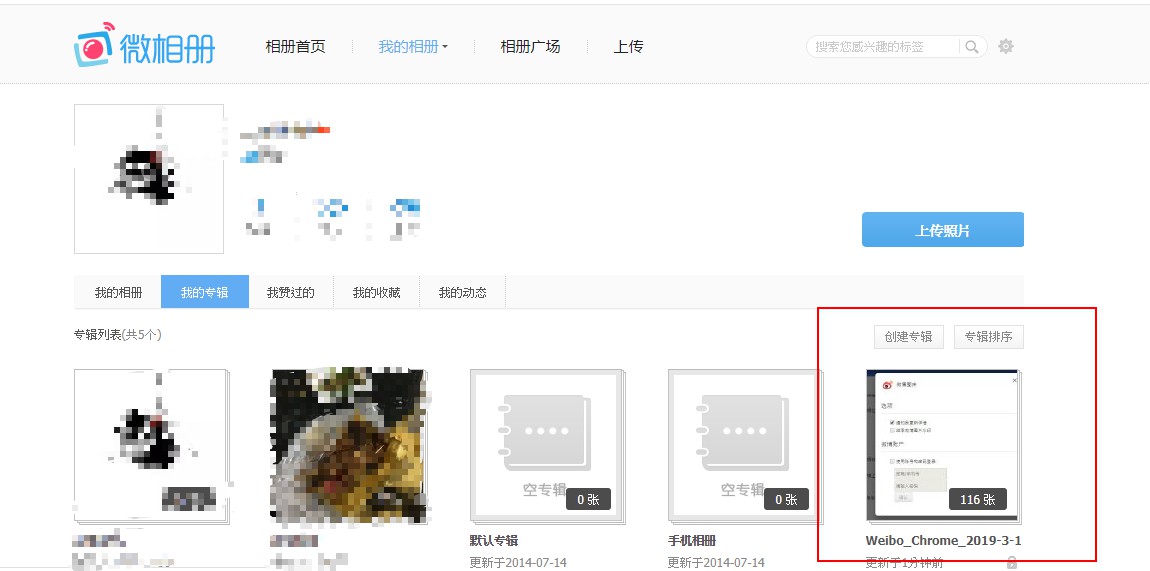 微相册
相册首页 我的相册 相册广场 上传
搜索您感兴趣的标签
上传照片
我的相册 我的专辑 我赞过的 我的收藏 我的动态
专辑列表(共5个)
创建专辑 专辑排序
空专辑 0 张
空专辑 0 张
116 张
默认专辑
更新于2014-07-14
手机相册
更新于2014-07-14
Weibo_Chrome_2019-3-1
更新于1分钟前